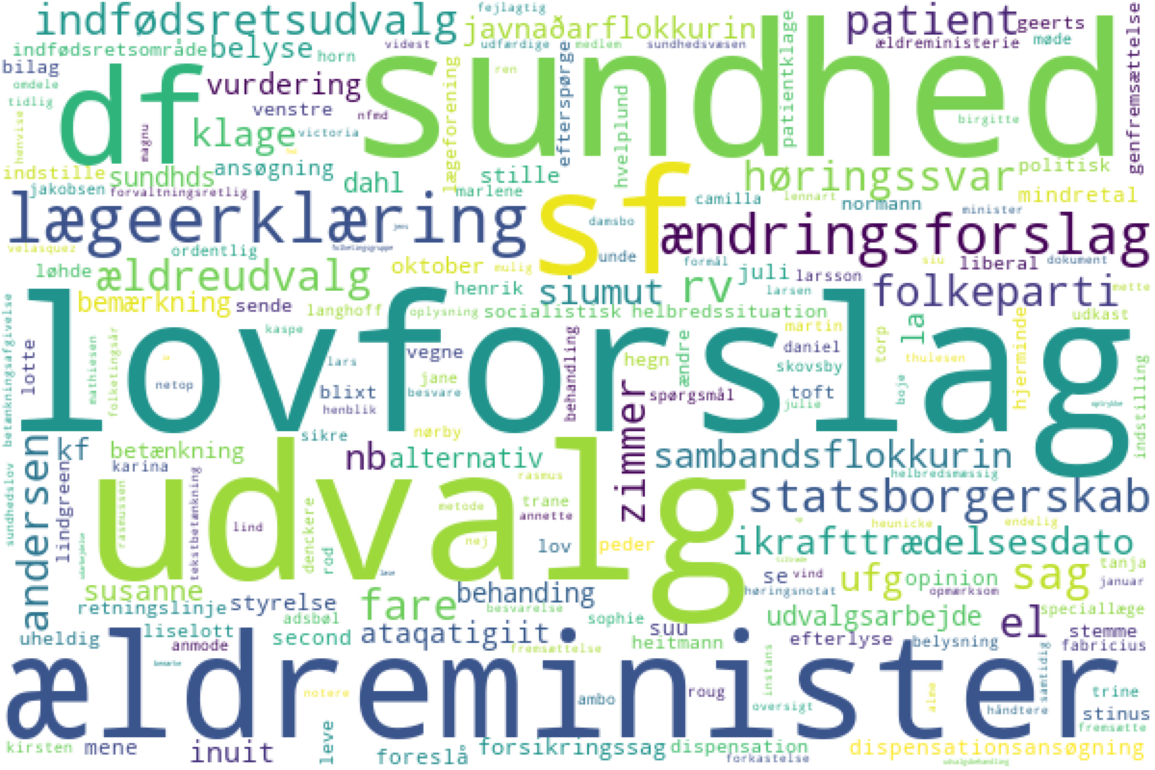 indfødsretsudvalg
fejlagtig
javnaðarflokkurin
patient
geerts
indfødsretsområde
belyse
horn
videst
udfærdige
medlem
sundhedsvæsen
ældreministerie
møde
bilag
vurdering
sundhed
omdele
tidlig
df
venstre
nfmd
ren
klage
victoria
magnu
henvise
lægeforening
efterspørge
hvelplund
patientklage
birgitte
genfremsættelse
indstille
sundhds
ansøgning
stille
høringssvar
politisk
jakobsen
forvaltningsretlig
dahl
marlene
camilla
lennart
normann
mindretal
lægeerklæring
sf
damsbo
minister
ændringsforslag
velasquez
ordentlig
folketingsgruppe
unde
formål
siu
liberal
dokument
løhde
ældreudvalg
oktober
mulig
juli
larsson
mette
bemærkning
sende
henrik
siumut
rv
larsen
folkeparti
langhoff
oplysning
socialistisk
helbredssituation
udkast
lovforslag
kaspe
martin
la
betænkningsafgivelse
lotte
mathiesen
folketingsår
netop
lars
vegne
behandling
hegn
ændre
daniel
torp
thulesen
hjerminde
blixt
jane
besvare
spørgsmål
skovsby
toft
julie
boje
henblik
indstilling
sikre
nørby
zimmer
andersen
kf
betænkning
nb
alternativ
sambandsflokkurin
karina
rasmus
helbredsmæssig
udvalg
lindgreen
sundhedslov
rasmussen
tekstbetænkning
lind
denckere
rod
metode
trane
annette
nej
lov
peder
statsborgerskab
heunicke
endelig
ikrafttrædelsesdato
susanne
behanding
se
vind
ufg
opinion
sag
tanja
januar
høringsnotat
opmærksom
retningslinje
styrelse
fare
besvarelse
sophie
udvalgsarbejde
speciallæge
adsbøl
uheldig
liselott
second
ataqatigiit
suu
efterlyse
el
stemme
anmode
fremsættelse
heitmann
belysning
fabricius
ældreminister
roug
instans
samtidig
notere
ambo
oversigt
alme
håndtere
trine
stinus
fremsætte
kirsten
mene
inuit
leve
foreslå
forsikringssag
dispensation
forkastelse
dispensationsansøgning
udvalgsbehandling